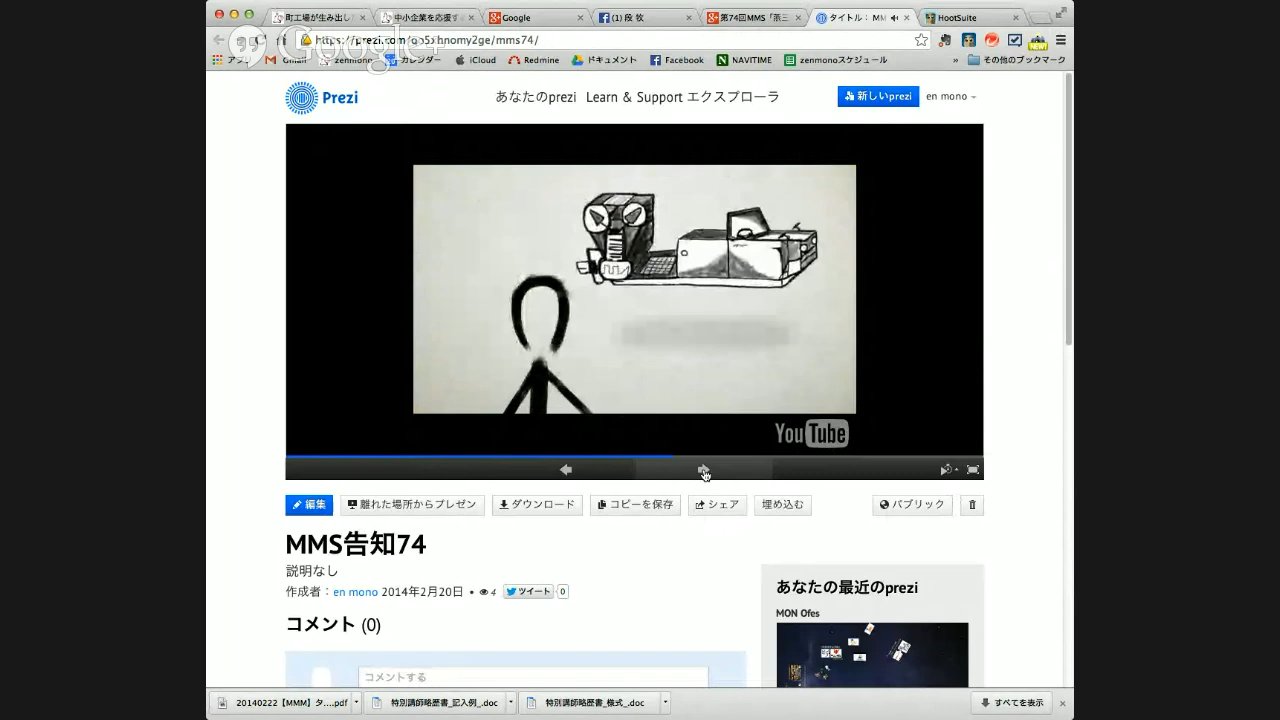 町工場が生み出し
中小企業を応援す
Google
(1) 段 牧
第74回MMS「燕三
タイトル： MM
HootSuite
Google+
mms74/
Gmail
zenmono
カレンダー
iCloud
Redmine
ドキュメント
Facebook
NAVITIME
zenmonoスケジュール
»
その他のブックマーク
Prezi
あなたのprezi Learn & Support エクスプローラ
新しいprezi
en mono
YouTube
編集
離れた場所からプレゼン
ダウンロード
コピーを保存
シェア
埋め込む
パブリック
MMS告知74
説明なし
作成者：en mono 2014年2月20日 • 4
ツイート
0
コメント (0)
コメントする
あなたの最近のprezi
MON Ofes
20140222【MMM】タ....pdf
特別講師略歴書_記入例_.doc
特別講師略歴書_様式_.doc
すべてを表示